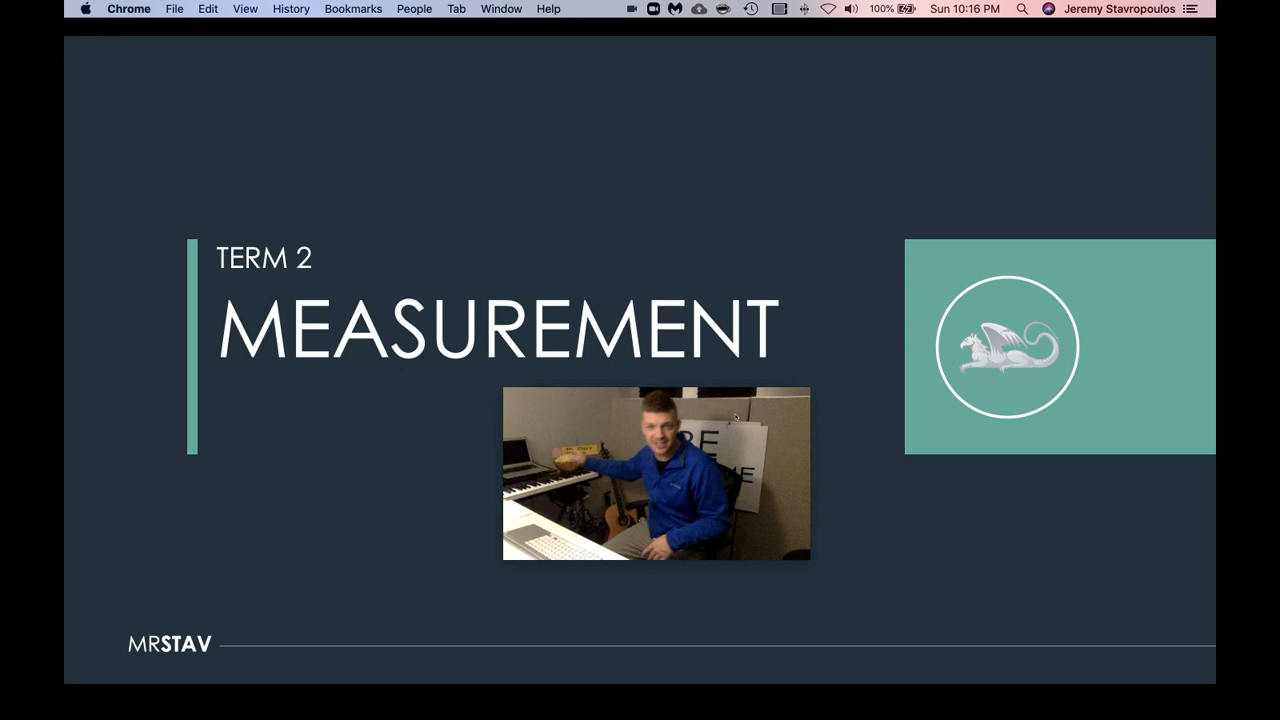 Chrome File Edit View History Bookmarks People Tab Window Help 100% Sun 10:16 PM Jeremy Stavropoulos
TERM 2
MEASUREMENT
BE
MRSTAV